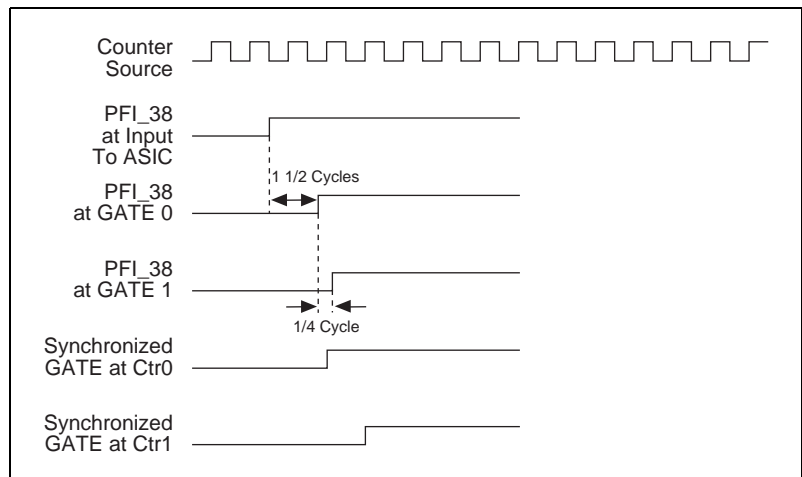 Counter
Source
PFI_38
at Input
To ASIC
1 1/2 Cycles
PFI_38
at GATE 0
PFI_38
at GATE 1
1/4 Cycle
Synchronized
GATE at Ctr0
Synchronized
GATE at Ctr1